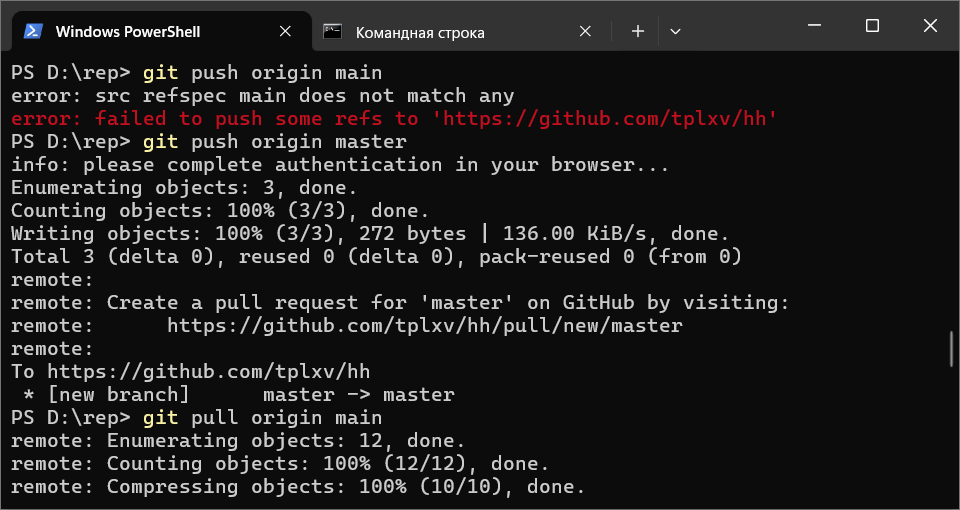 Windows PowerShell
Командная строка
PS D:\rep> git push origin main
error: src refspec main does not match any
error: failed to push some refs to 'https://github.com/tplxv/hh'
PS D:\rep> git push origin master
info: please complete authentication in your browser...
Enumerating objects: 3, done.
Counting objects: 100% (3/3), done.
Writing objects: 100% (3/3), 272 bytes | 136.00 KiB/s, done.
Total 3 (delta 0), reused 0 (delta 0), pack-reused 0 (from 0)
remote:
remote: Create a pull request for 'master' on GitHub by visiting:
remote:      https://github.com/tplxv/hh/pull/new/master
remote:
To https://github.com/tplxv/hh
 * [new branch]      master -> master
PS D:\rep> git pull origin main
remote: Enumerating objects: 12, done.
remote: Counting objects: 100% (12/12), done.
remote: Compressing objects: 100% (10/10), done.